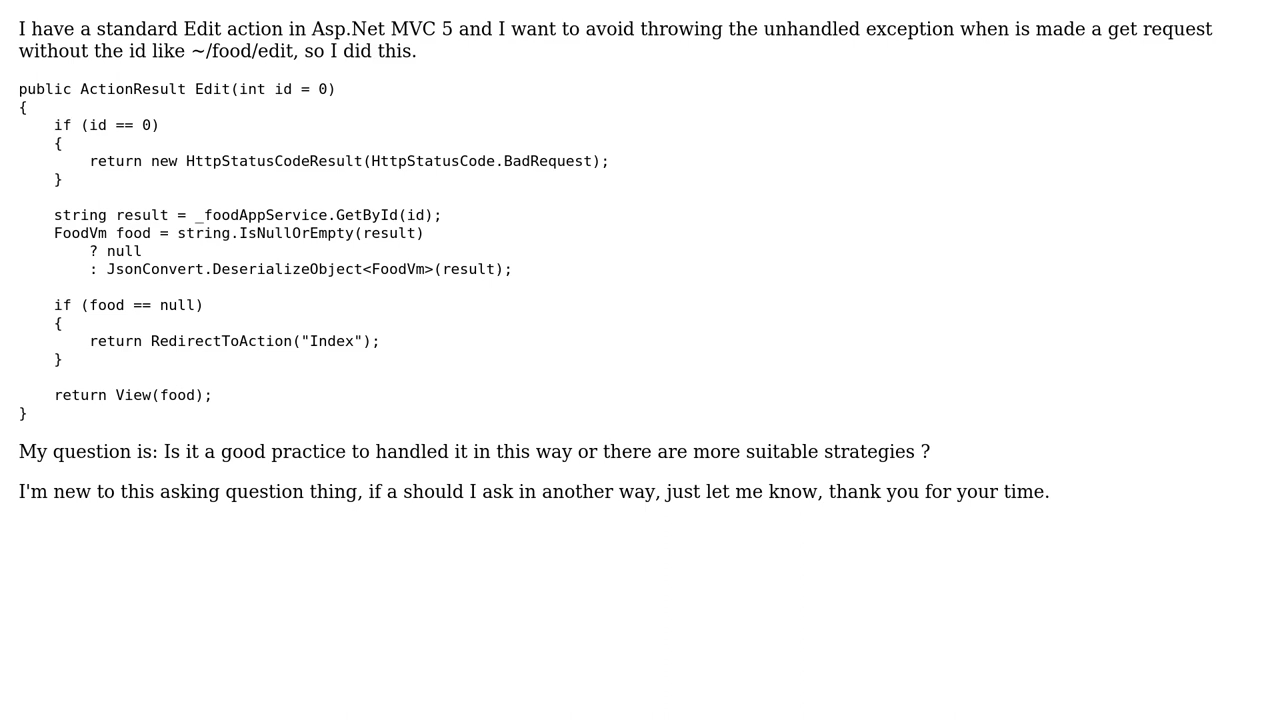 I have a standard Edit action in Asp.Net MVC 5 and I want to avoid throwing the unhandled exception when is made a get request
without the id like ~/food/edit, so I did this.
public ActionResult Edit(int id = 0)
{
    if (id == 0)
    {
        return new HttpStatusCodeResult(HttpStatusCode.BadRequest);
    }
    string result = _foodAppService.GetById(id);
    FoodVm food = string.IsNullOrEmpty(result)
        ? null
        : JsonConvert.DeserializeObject<FoodVm>(result);
    if (food == null)
    {
        return RedirectToAction("Index");
    }
    return View(food);
}
My question is: Is it a good practice to handled it in this way or there are more suitable strategies ?
I'm new to this asking question thing, if a should I ask in another way, just let me know, thank you for your time.